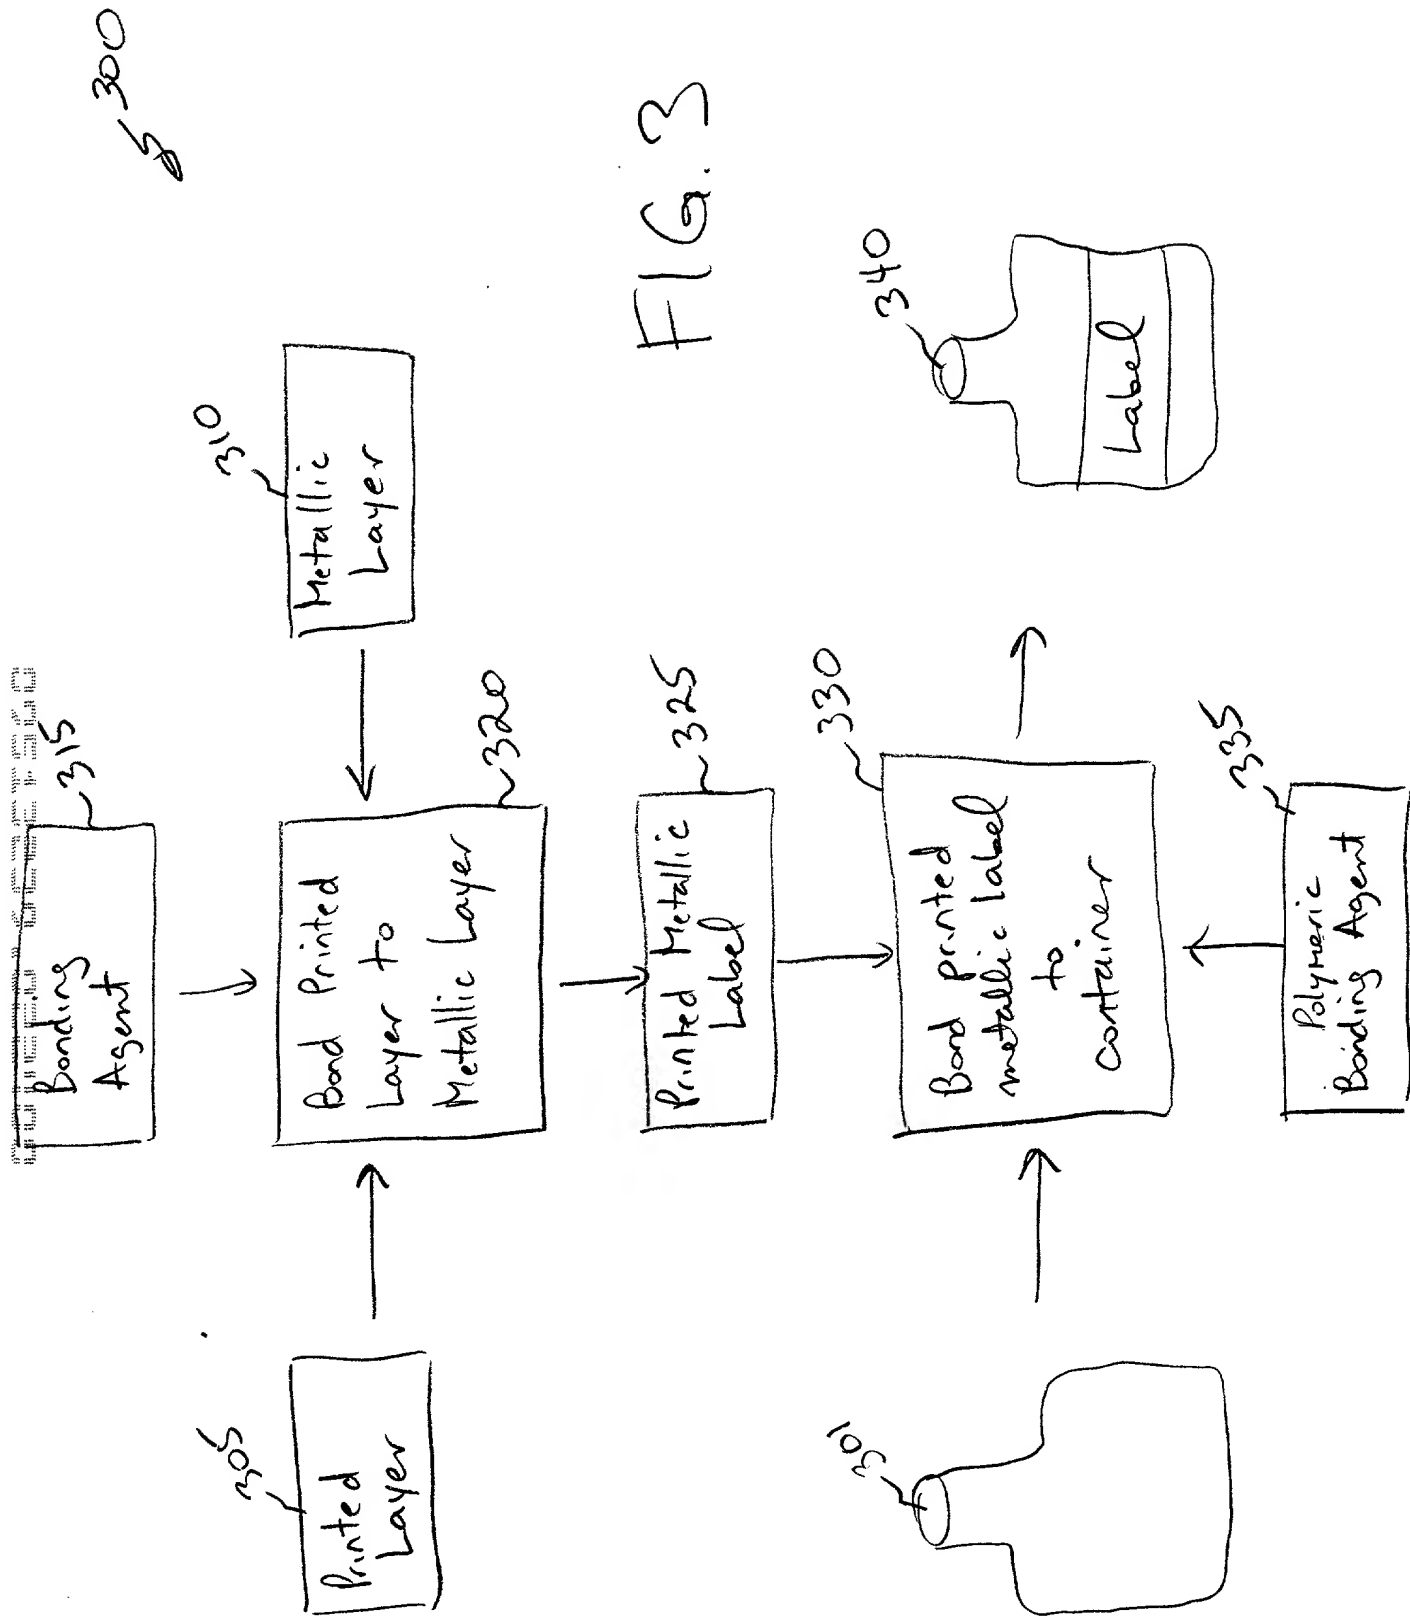 300
315
Bonding
Agent
305
Printed
Layer
Bond Printed
Layer to
Metallic Layer
320
310
Metallic
Layer
Printed Metallic
Label
325
FIG. 3
301
Bond printed
metallic label
to
container
330
340
Label
Polymeric
Bonding Agent
335